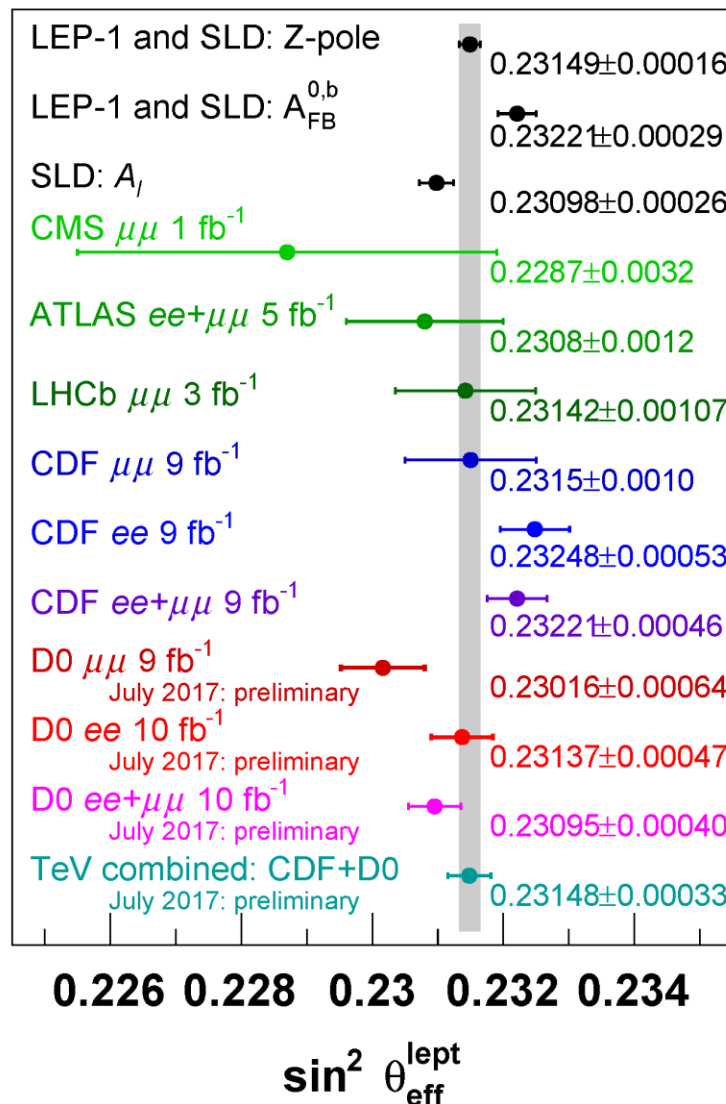 LEP-1 and SLD: Z-pole
0.23149±0.00016
LEP-1 and SLD: A_FB^0,b
0.23221±0.00029
SLD: A_l
0.23098±0.00026
CMS μμ 1 fb^-1
0.2287±0.0032
ATLAS ee+μμ 5 fb^-1
0.2308±0.0012
LHCb μμ 3 fb^-1
0.23142±0.00107
CDF μμ 9 fb^-1
0.2315±0.0010
CDF ee 9 fb^-1
0.23248±0.00053
CDF ee+μμ 9 fb^-1
0.23221±0.00046
D0 μμ 9 fb^-1
July 2017: preliminary
0.23016±0.00064
D0 ee 10 fb^-1
July 2017: preliminary
0.23137±0.00047
D0 ee+μμ 10 fb^-1
July 2017: preliminary
0.23095±0.00040
TeV combined: CDF+D0
July 2017: preliminary
0.23148±0.00033
0.226 0.228 0.23 0.232 0.234
sin² θ_eff^lept